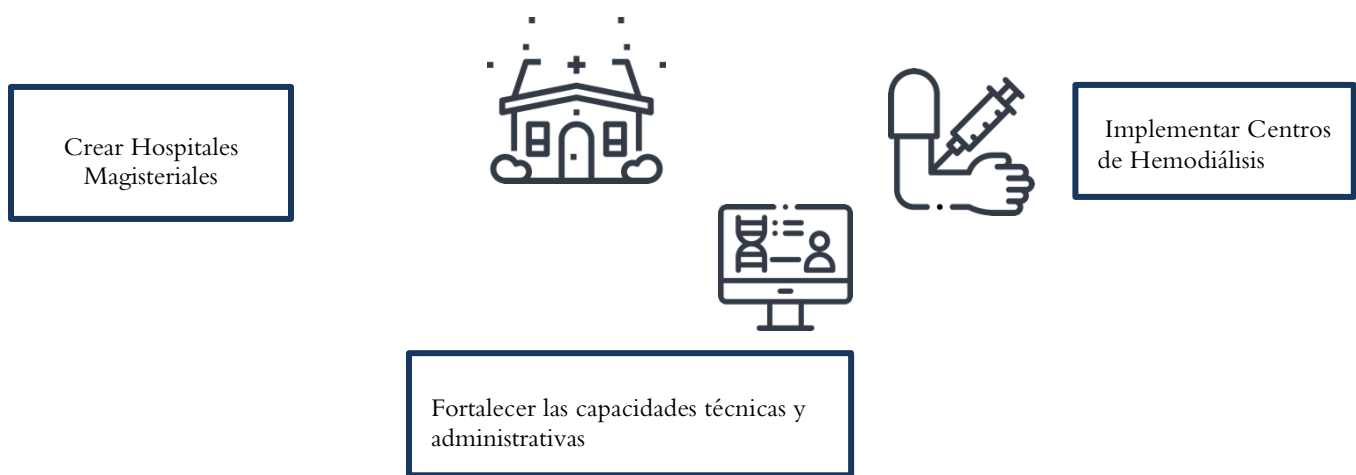 Crear Hospitales
Magisteriales
Implementar Centros
de Hemodiálisis
Fortalecer las capacidades técnicas y
administrativas